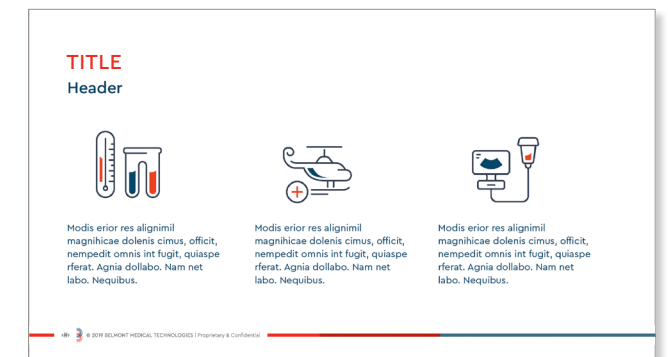 TITLE
Header
Modis erior res alignimil
magnihicae dolenis cimus, officit,
nempedit omnis int fugit, quiaspe
rferat. Agnia dollabo. Nam net
labo. Nequibus.
Modis erior res alignimil
magnihicae dolenis cimus, officit,
nempedit omnis int fugit, quiaspe
rferat. Agnia dollabo. Nam net
labo. Nequibus.
Modis erior res alignimil
magnihicae dolenis cimus, officit,
nempedit omnis int fugit, quiaspe
rferat. Agnia dollabo. Nam net
labo. Nequibus.
© 2019 BELMONT MEDICAL TECHNOLOGIES | Proprietary & Confidential